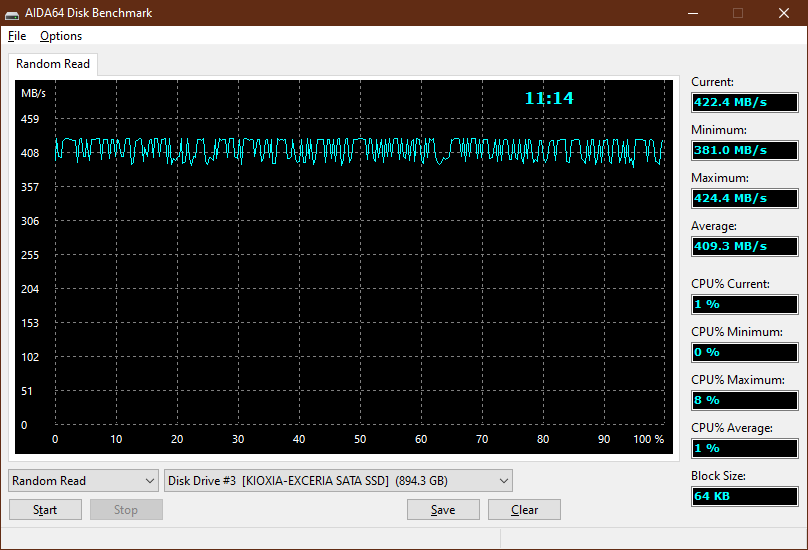 AIDA64 Disk Benchmark
File Options
Random Read
MB/s
11:14
459
408
357
306
255
204
153
102
51
0
0 10 20 30 40 50 60 70 80 90 100 %
Current:
422.4 MB/s
Minimum:
381.0 MB/s
Maximum:
424.4 MB/s
Average:
409.3 MB/s
CPU% Current:
1 %
CPU% Minimum:
0 %
CPU% Maximum:
8 %
CPU% Average:
1 %
Block Size:
64 KB
Random Read Disk Drive #3 [KIOXIA-EXCERIA SATA SSD] (894.3 GB)
Start Stop Save Clear